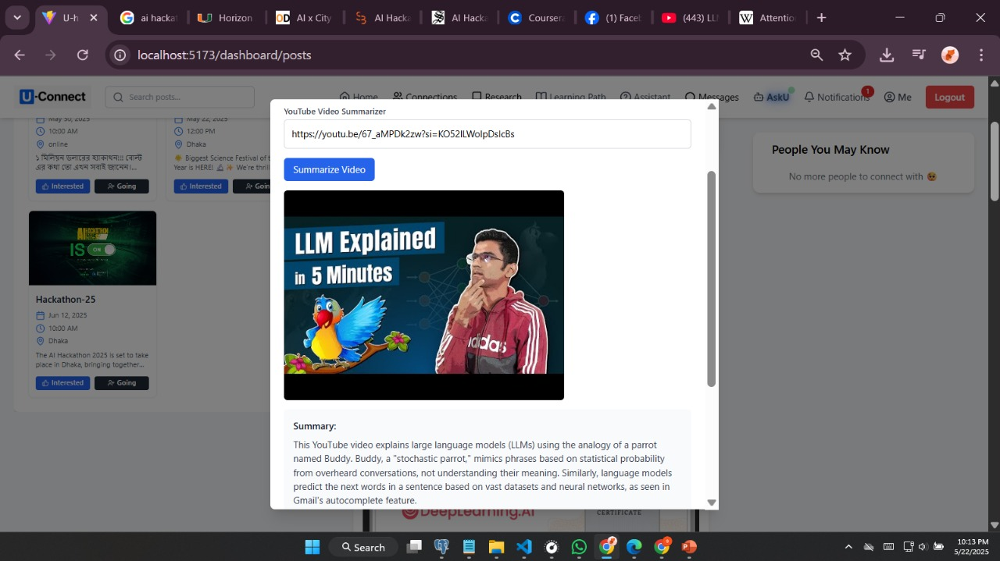 U-h
ai hackat
Horizon
AI x City
AI Hacka
AI Hacka
Coursera
(1) Faceb
(443) LLM
Attentio
localhost:5173/dashboard/posts
U-Connect
Search posts...
Home
Connections
Research
Learning Path
Assistant
Messages
AskU
Notifications
1
Me
Logout
May 30, 2025
10:00 AM
online
১ মিলিয়ন ডলারের হ্যাকাথন!!! বোল্ট
এর কথা তো এখন সবাই জানেন।...
Interested
Going
May 22, 2025
12:00 PM
Dhaka
Biggest Science Festival of t
Year is HERE! We're thrill
Interested
Goin
AI HACKATHON
IS ON
Hackathon-25
Jun 12, 2025
10:00 AM
Dhaka
The AI Hackathon 2025 is set to take
place in Dhaka, bringing together...
Interested
Going
YouTube Video Summarizer
https://youtu.be/67_aMPDk2zw?si=KO52ILWolpDslcBs
Summarize Video
LLM Explained
in 5 Minutes
adidas
Summary:
This YouTube video explains large language models (LLMs) using the analogy of a parrot
named Buddy. Buddy, a "stochastic parrot," mimics phrases based on statistical probability
from overheard conversations, not understanding their meaning. Similarly, language models
predict the next words in a sentence based on vast datasets and neural networks, as seen in
Gmail's autocomplete feature.
People You May Know
No more people to connect with
DeepLearning.AI
CERTIFICATE
Search
10:13 PM
5/22/2025